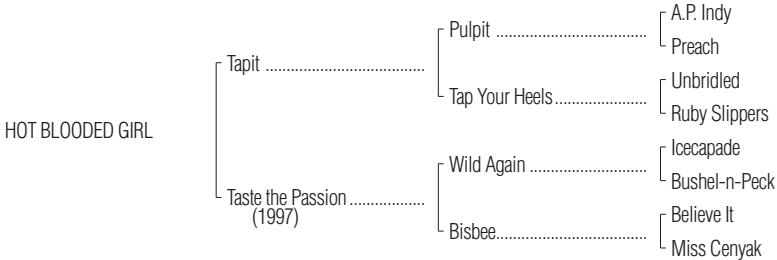 A.P. Indy
Pulpit ......................................
Preach
Tapit ........................................
Unbridled
Tap Your Heels .......................
Ruby Slippers
HOT BLOODED GIRL
Icecapade
Wild Again .............................
Bushel-n-Peck
Taste the Passion ...................
(1997)
Believe It
Bisbee ......................................
Miss Cenyak